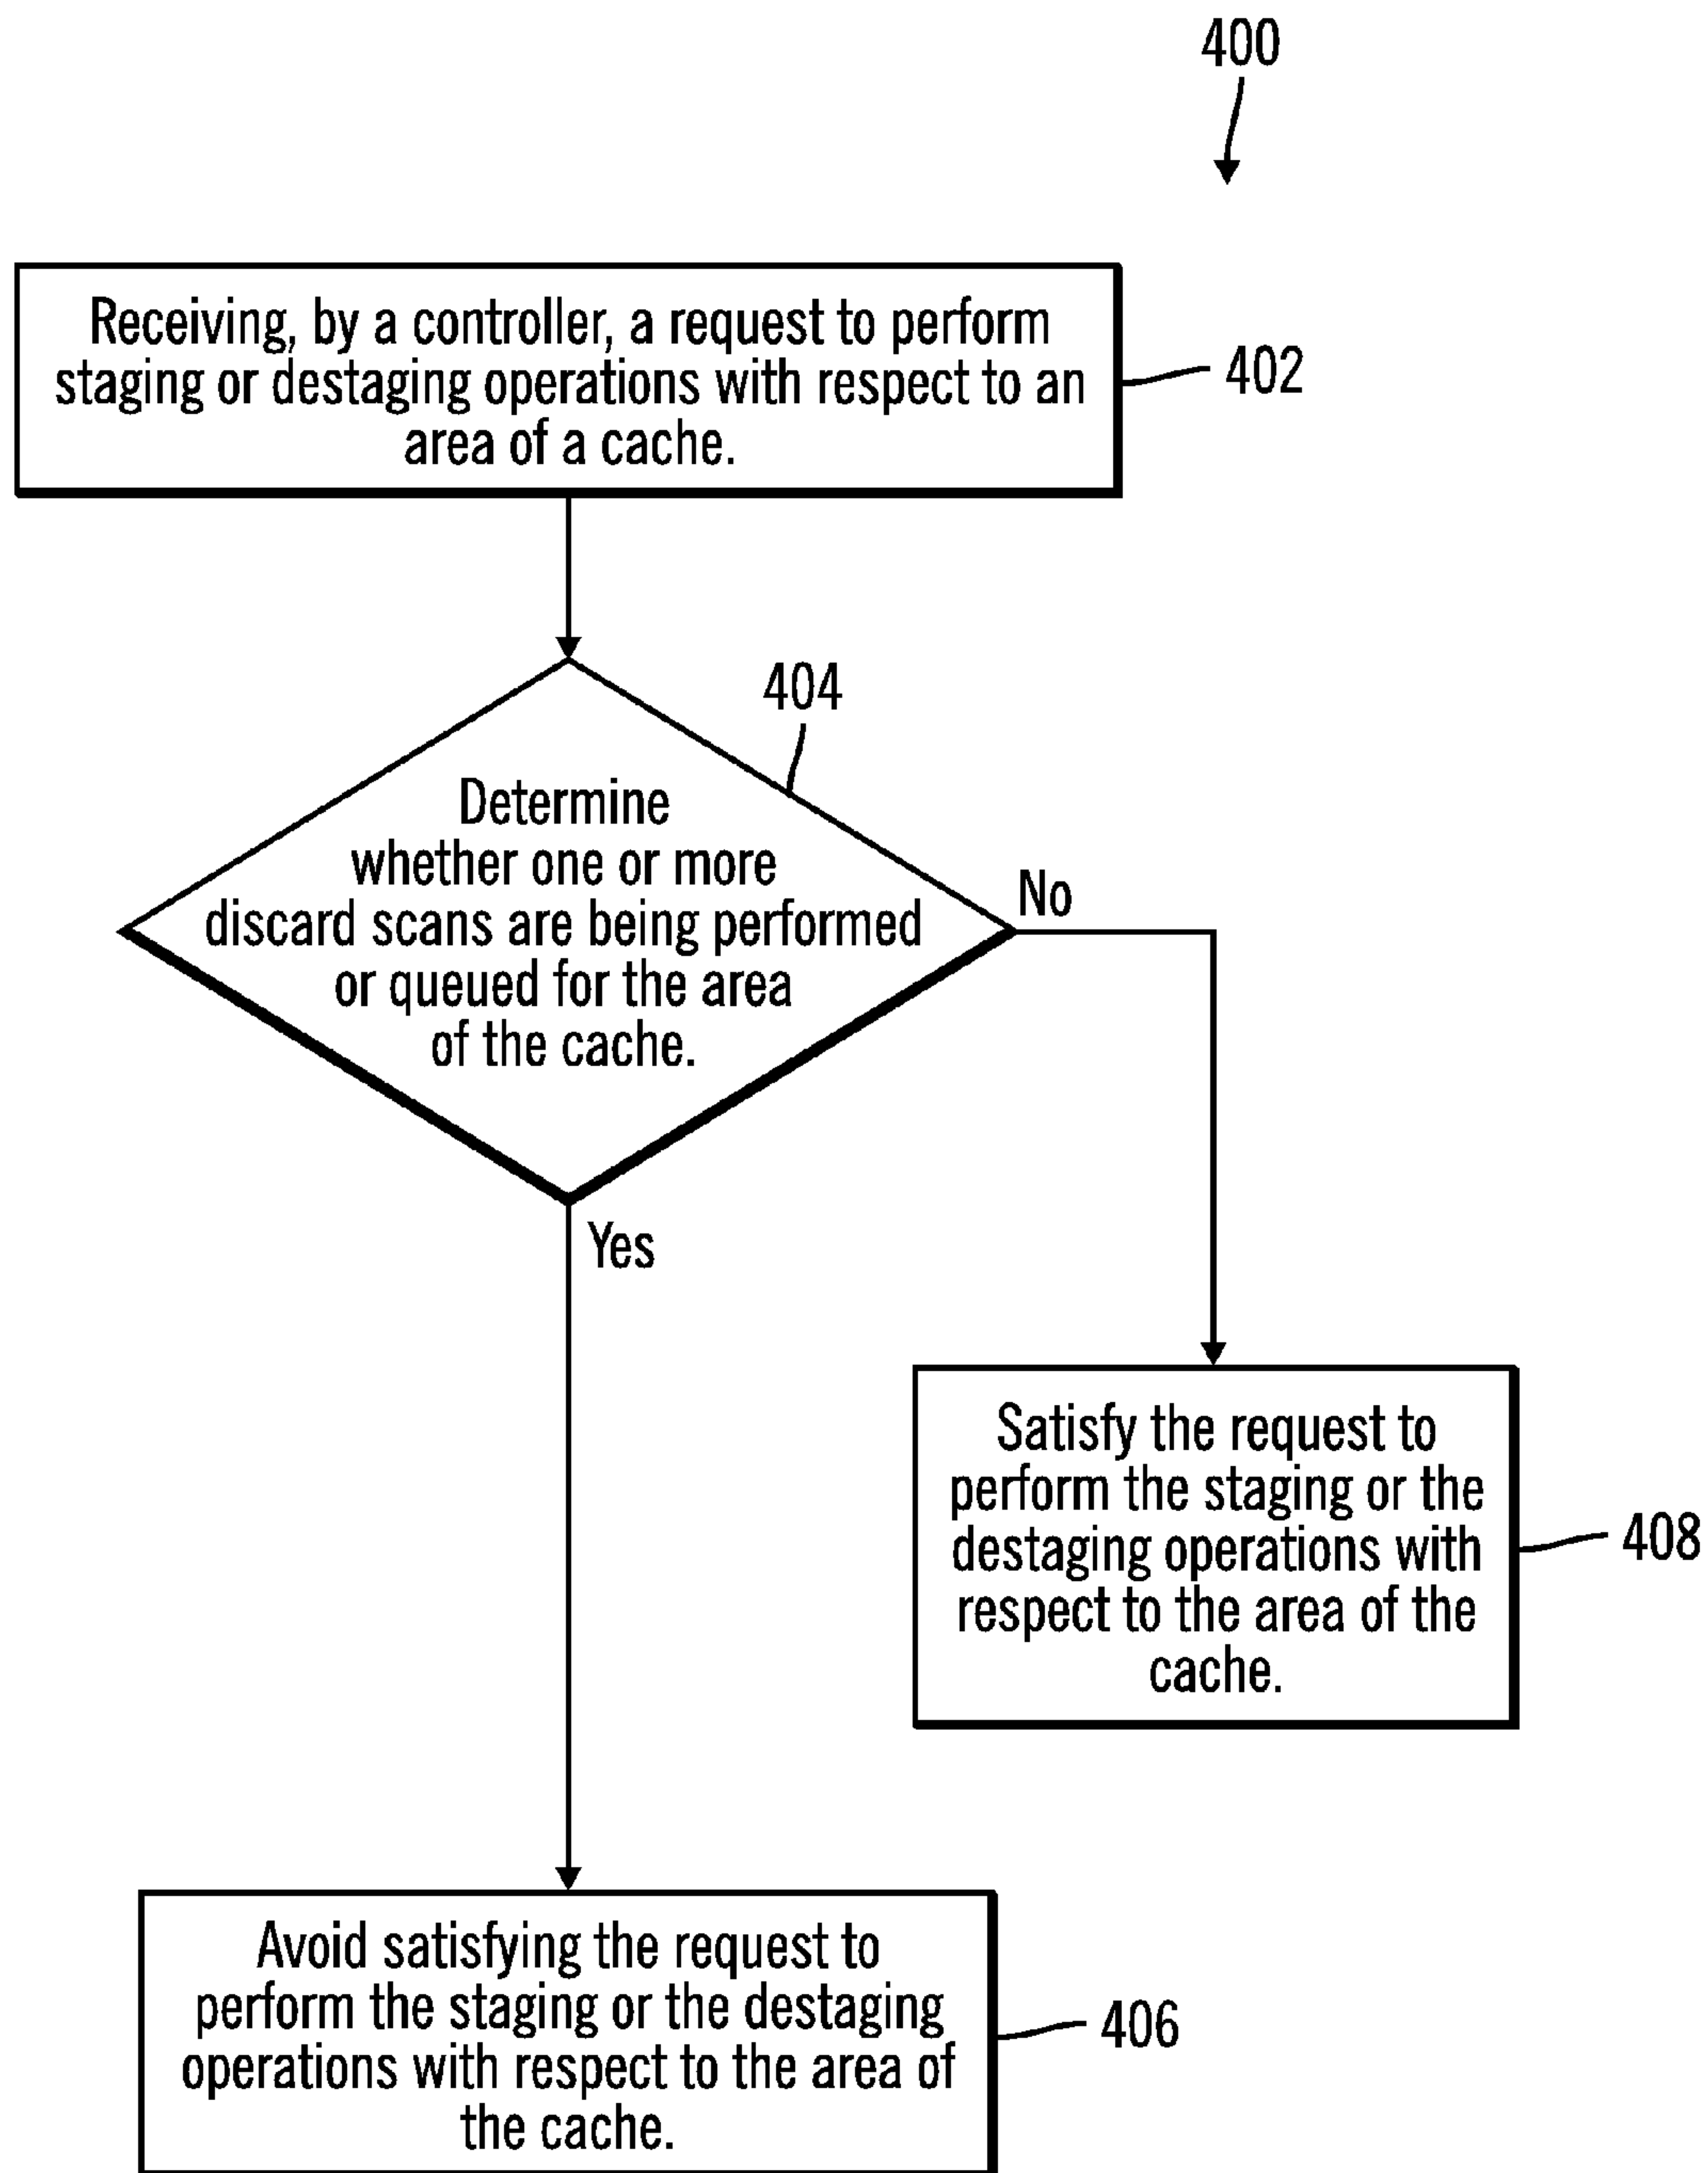 400
Receiving, by a controller, a request to perform
staging or destaging operations with respect to an
area of a cache.
402
404
Determine
whether one or more
discard scans are being performed
or queued for the area
of the cache.
No
Yes
Satisfy the request to
perform the staging or the
destaging operations with
respect to the area of the
cache.
408
Avoid satisfying the request to
perform the staging or the destaging
operations with respect to the area of
the cache.
406